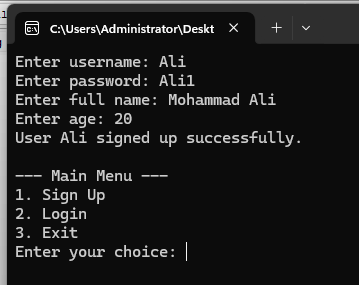 C:\Users\Administrator\Deskt
Enter username: Ali
Enter password: Ali1
Enter full name: Mohammad Ali
Enter age: 20
User Ali signed up successfully.
--- Main Menu ---
1. Sign Up
2. Login
3. Exit
Enter your choice: